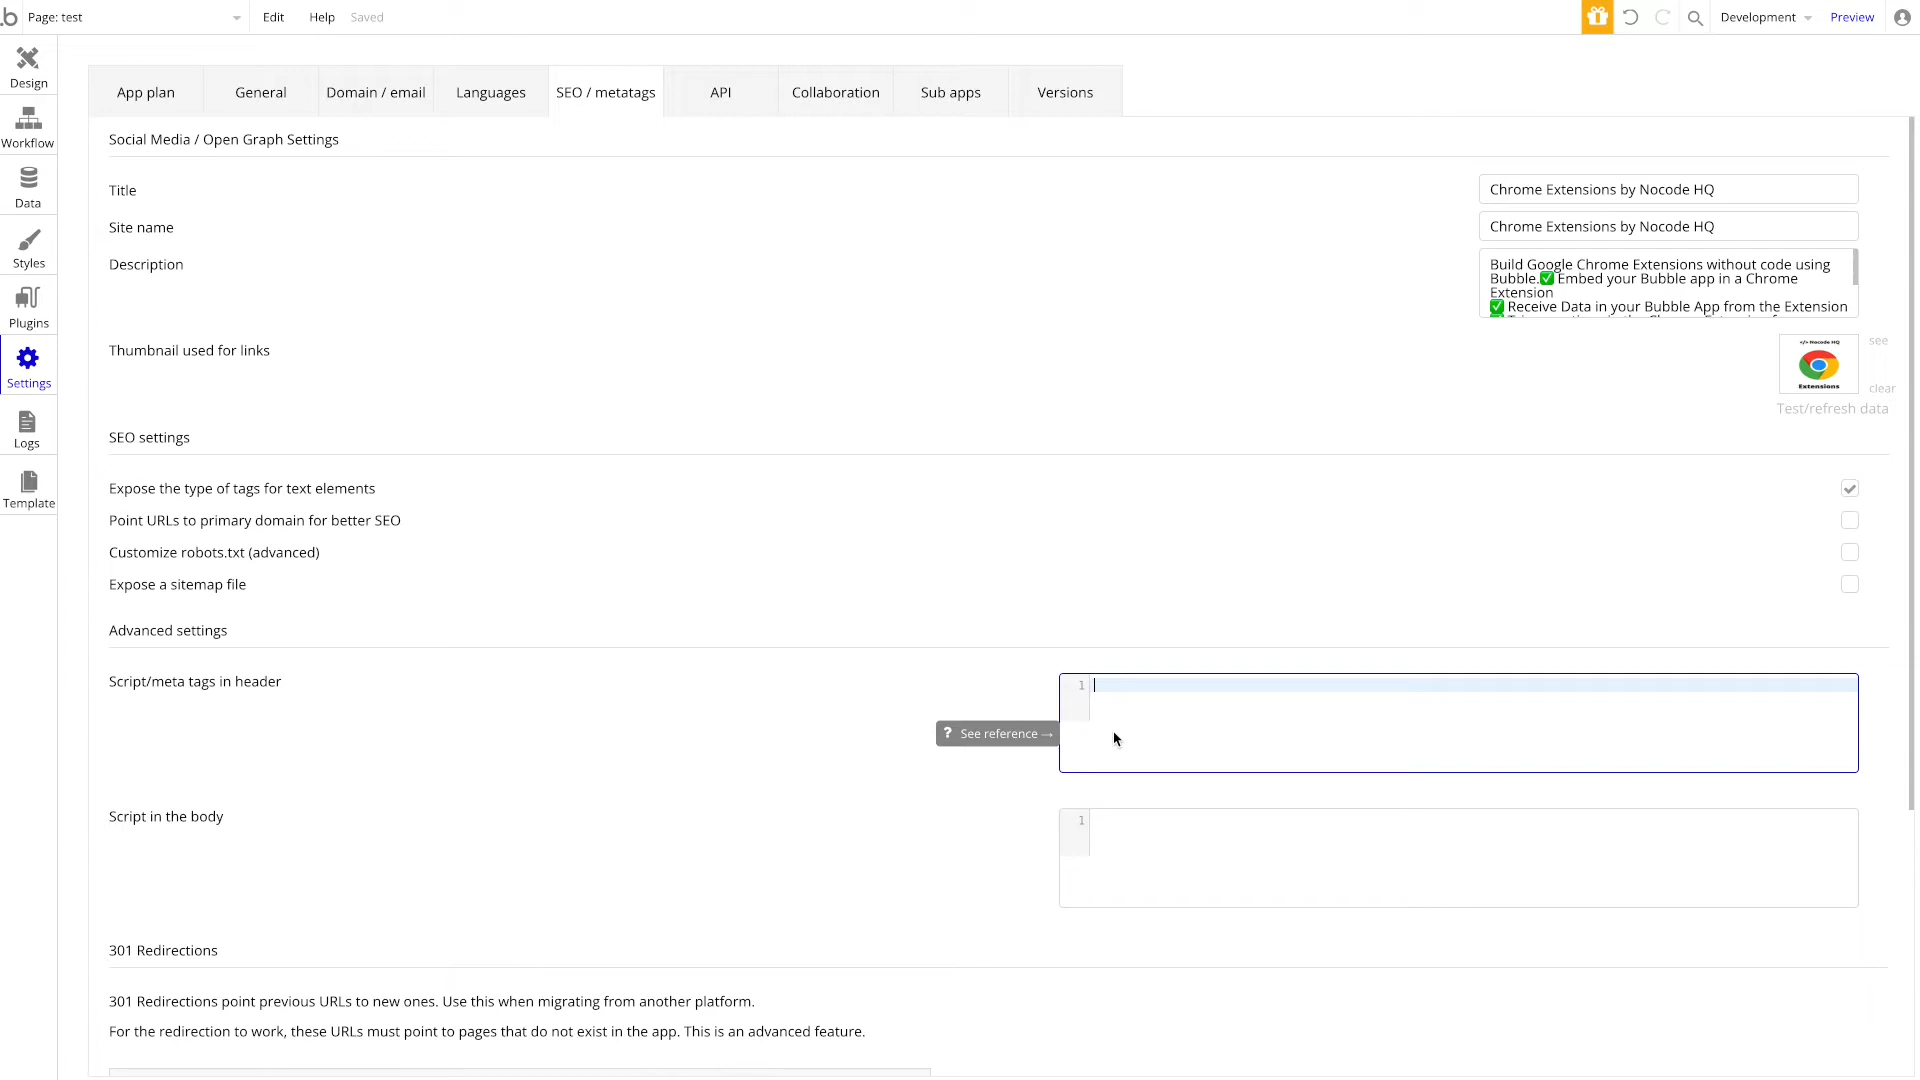 .b Page: test Edit Help Saved Development Preview
Design
Workflow
Data
Styles
Plugins
Settings
Logs
Template
App plan General Domain / email Languages SEO / metatags API Collaboration Sub apps Versions
Social Media / Open Graph Settings
Title
Chrome Extensions by Nocode HQ
Site name
Chrome Extensions by Nocode HQ
Description
Build Google Chrome Extensions without code using
Bubble.✅ Embed your Bubble app in a Chrome
Extension
✅ Receive Data in your Bubble App from the Extension
Thumbnail used for links
</> Nocode HQ
Extensions
see
clear
Test/refresh data
SEO settings
Expose the type of tags for text elements
Point URLs to primary domain for better SEO
Customize robots.txt (advanced)
Expose a sitemap file
Advanced settings
Script/meta tags in header
1
? See reference →
Script in the body
1
301 Redirections
301 Redirections point previous URLs to new ones. Use this when migrating from another platform.
For the redirection to work, these URLs must point to pages that do not exist in the app. This is an advanced feature.